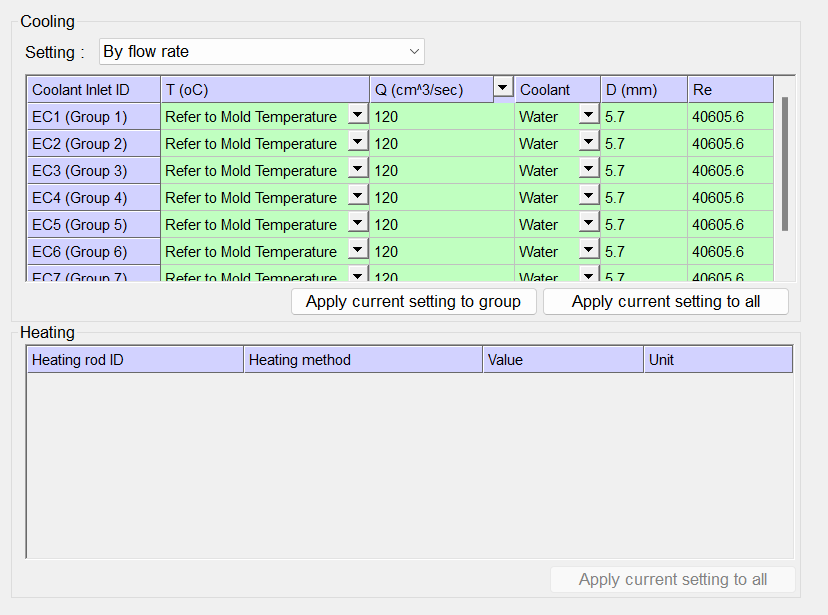 Cooling
Setting : By flow rate
Coolant Inlet ID T (oC) Q (cm^3/sec) Coolant D (mm) Re
EC1 (Group 1) Refer to Mold Temperature 120 Water 5.7 40605.6
EC2 (Group 2) Refer to Mold Temperature 120 Water 5.7 40605.6
EC3 (Group 3) Refer to Mold Temperature 120 Water 5.7 40605.6
EC4 (Group 4) Refer to Mold Temperature 120 Water 5.7 40605.6
EC5 (Group 5) Refer to Mold Temperature 120 Water 5.7 40605.6
EC6 (Group 6) Refer to Mold Temperature 120 Water 5.7 40605.6
EC7 (Group 7) Refer to Mold Temperature 120 Water 5.7 40605.6
Apply current setting to group Apply current setting to all
Heating
Heating rod ID Heating method Value Unit
Apply current setting to all